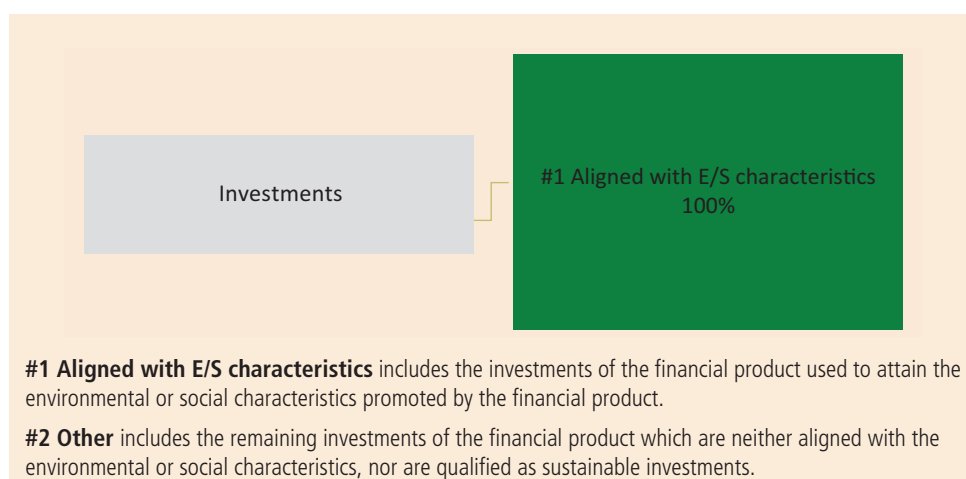 Investments
#1 Aligned with E/S characteristics
100%
#1 Aligned with E/S characteristics includes the investments of the financial product used to attain the
environmental or social characteristics promoted by the financial product.
#2 Other includes the remaining investments of the financial product which are neither aligned with the
environmental or social characteristics, nor are qualified as sustainable investments.